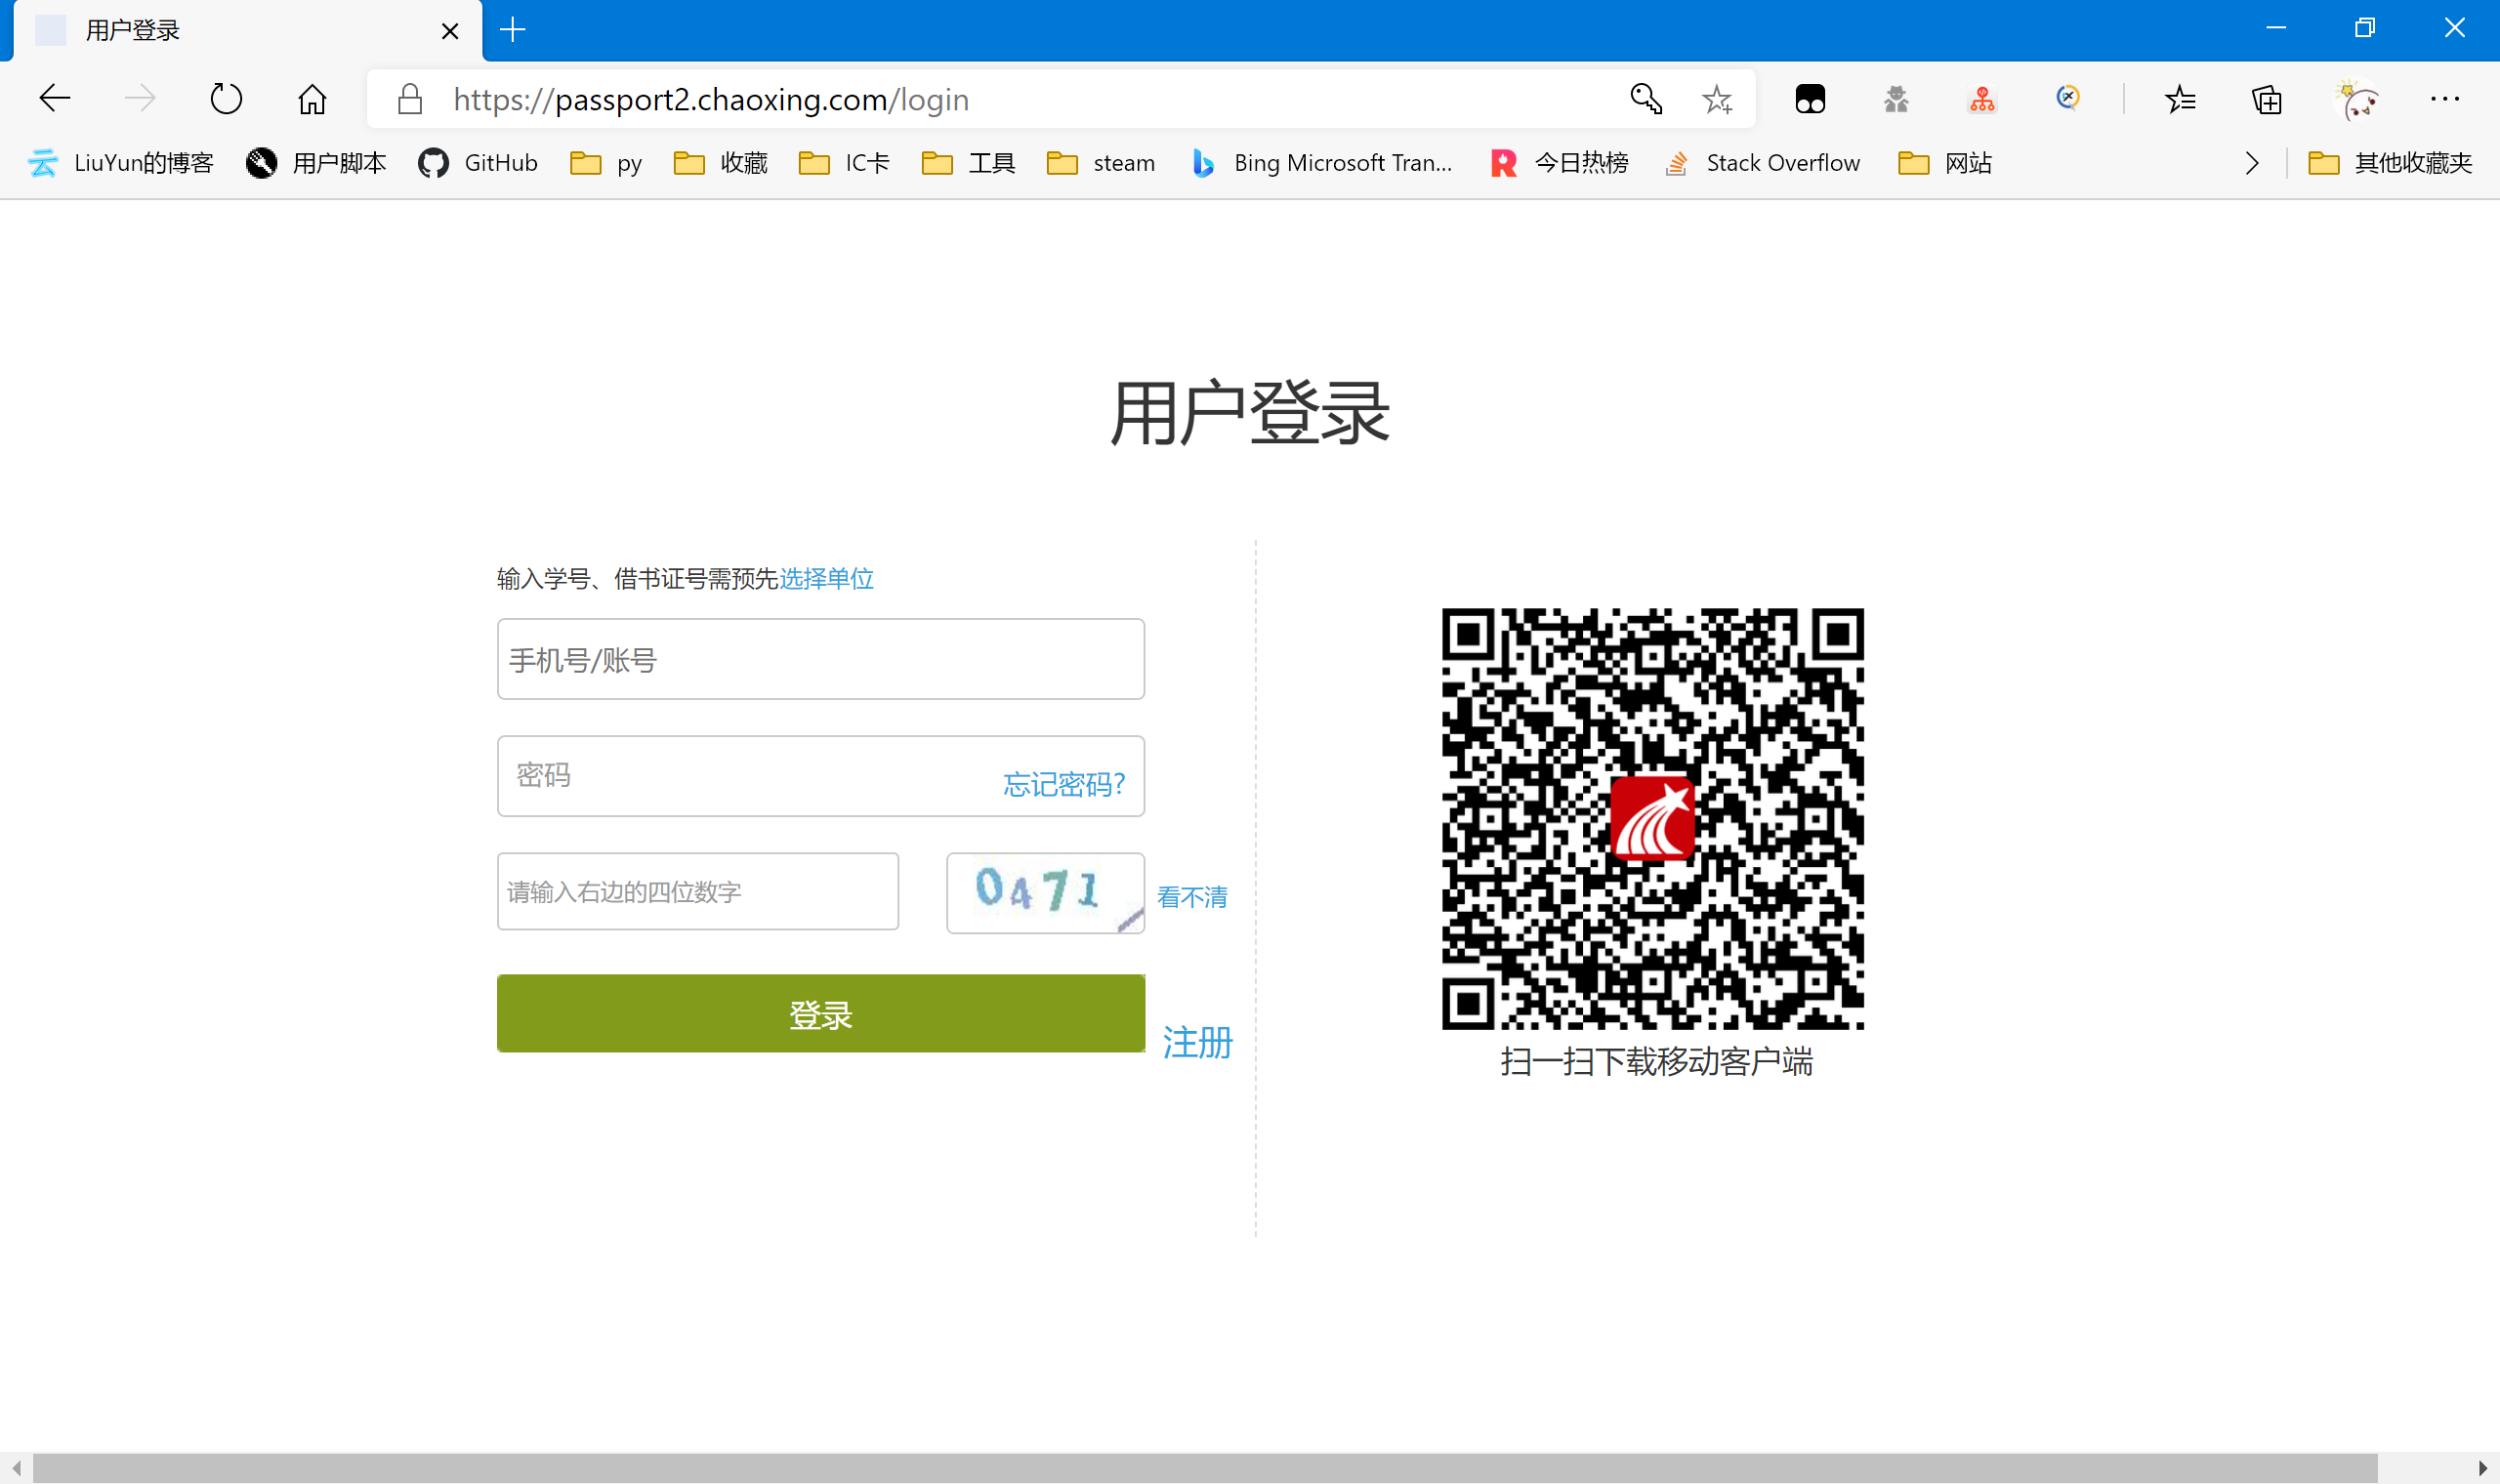 用户登录
https://passport2.chaoxing.com/login
LiuYun的博客 用户脚本 GitHub py 收藏 IC卡 工具 steam Bing Microsoft Tran... 今日热榜 Stack Overflow 网站 其他收藏夹
用户登录
输入学号、借书证号需预先选择单位
手机号/账号
密码 忘记密码?
请输入右边的四位数字 0471 看不清
登录 注册
扫一扫下载移动客户端